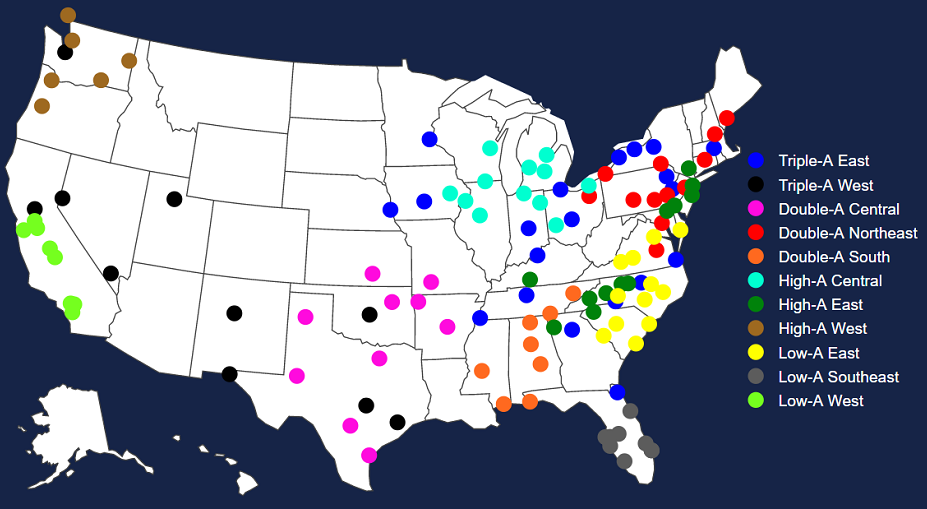 Triple-A East
Triple-A West
Double-A Central
Double-A Northeast
Double-A South
High-A Central
High-A East
High-A West
Low-A East
Low-A Southeast
Low-A West